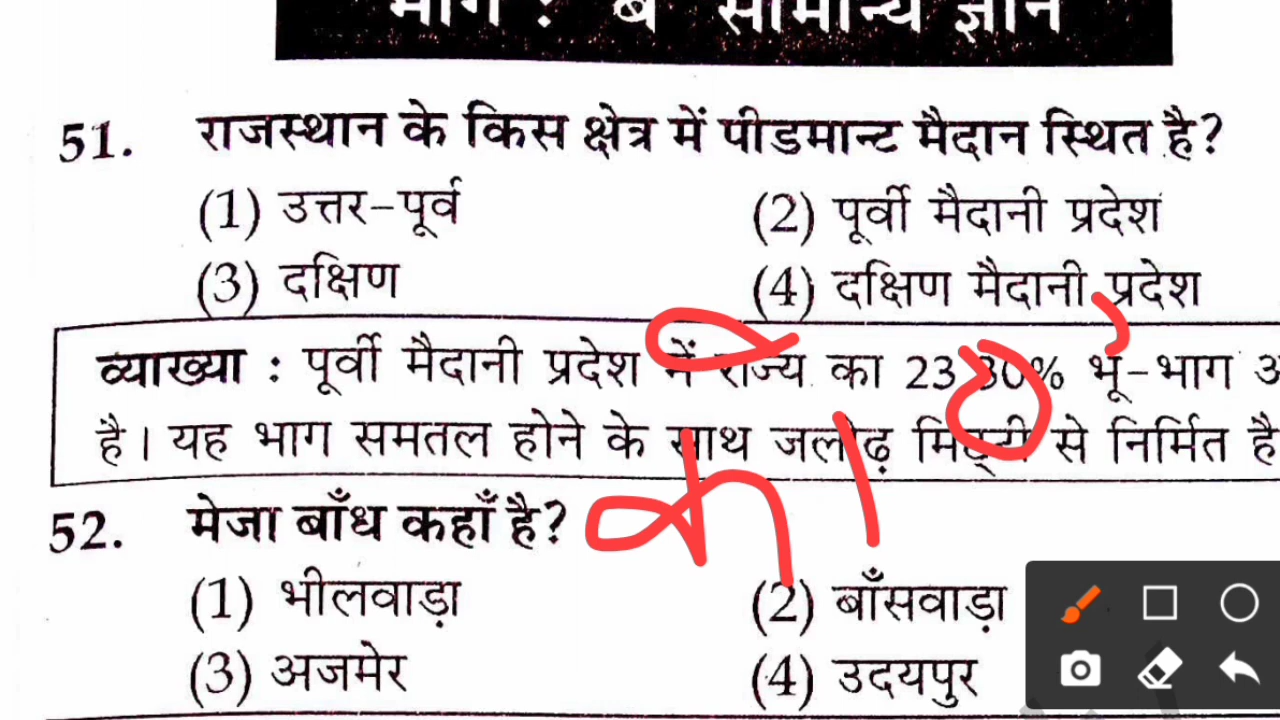 भाग : ब सामान्य ज्ञान
51. राजस्थान के किस क्षेत्र में पीडमान्ट मैदान स्थित है?
(1) उत्तर-पूर्व (2) पूर्वी मैदानी प्रदेश
(3) दक्षिण (4) दक्षिण मैदानी प्रदेश
व्याख्या : पूर्वी मैदानी प्रदेश में राज्य का 23.30% भू-भाग
है। यह भाग समतल होने के साथ जलोढ़ मिट्टी से निर्मित है
52. मेजा बाँध कहाँ है?
का
(1) भीलवाड़ा (2) बाँसवाड़ा
(3) अजमेर (4) उदयपुर